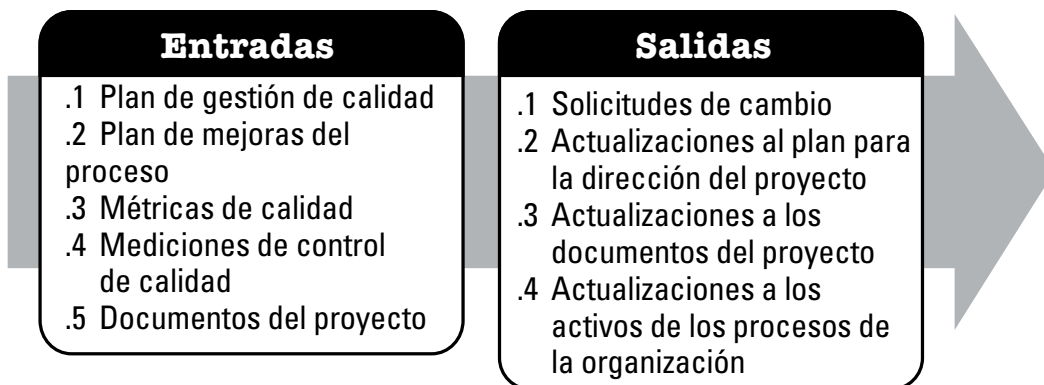 Entradas
.1 Plan de gestión de calidad
.2 Plan de mejoras del
proceso
.3 Métricas de calidad
.4 Mediciones de control
de calidad
.5 Documentos del proyecto
Salidas
.1 Solicitudes de cambio
.2 Actualizaciones al plan para
la dirección del proyecto
.3 Actualizaciones a los
documentos del proyecto
.4 Actualizaciones a los
activos de los procesos de
la organización